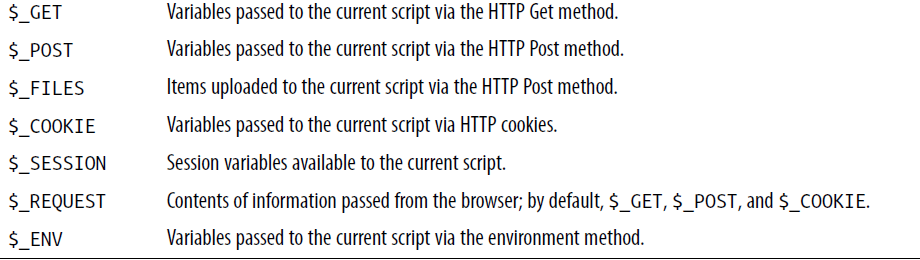 $_GET Variables passed to the current script via the HTTP Get method.
$_POST Variables passed to the current script via the HTTP Post method.
$_FILES Items uploaded to the current script via the HTTP Post method.
$_COOKIE Variables passed to the current script via HTTP cookies.
$_SESSION Session variables available to the current script.
$_REQUEST Contents of information passed from the browser; by default, $_GET, $_POST, and $_COOKIE.
$_ENV Variables passed to the current script via the environment method.